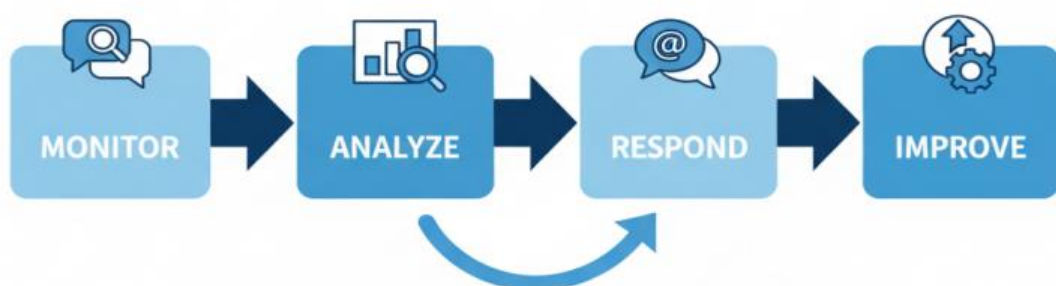 MONITOR
ANALYZE
@
RESPOND
IMPROVE